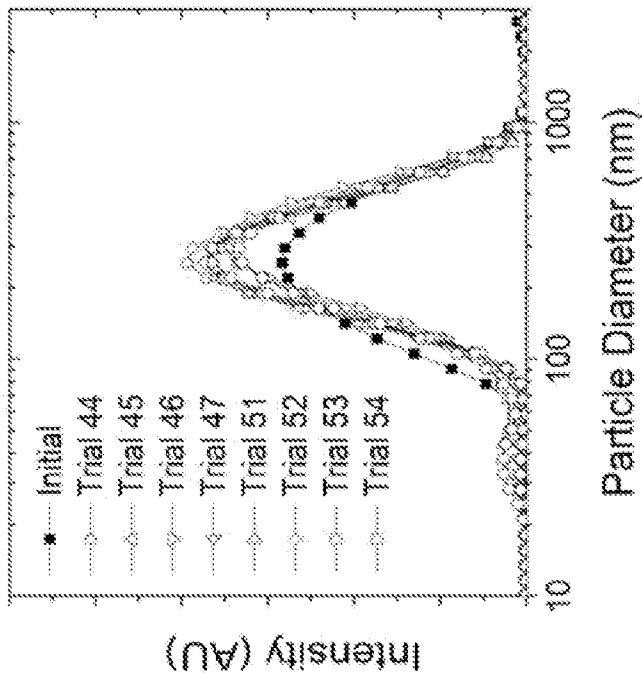 Intensity (AU)
Initial
Trial 44
Trial 45
Trial 46
Trial 47
Trial 51
Trial 52
Trial 53
Trial 54
10
100
1000
Particle Diameter (nm)